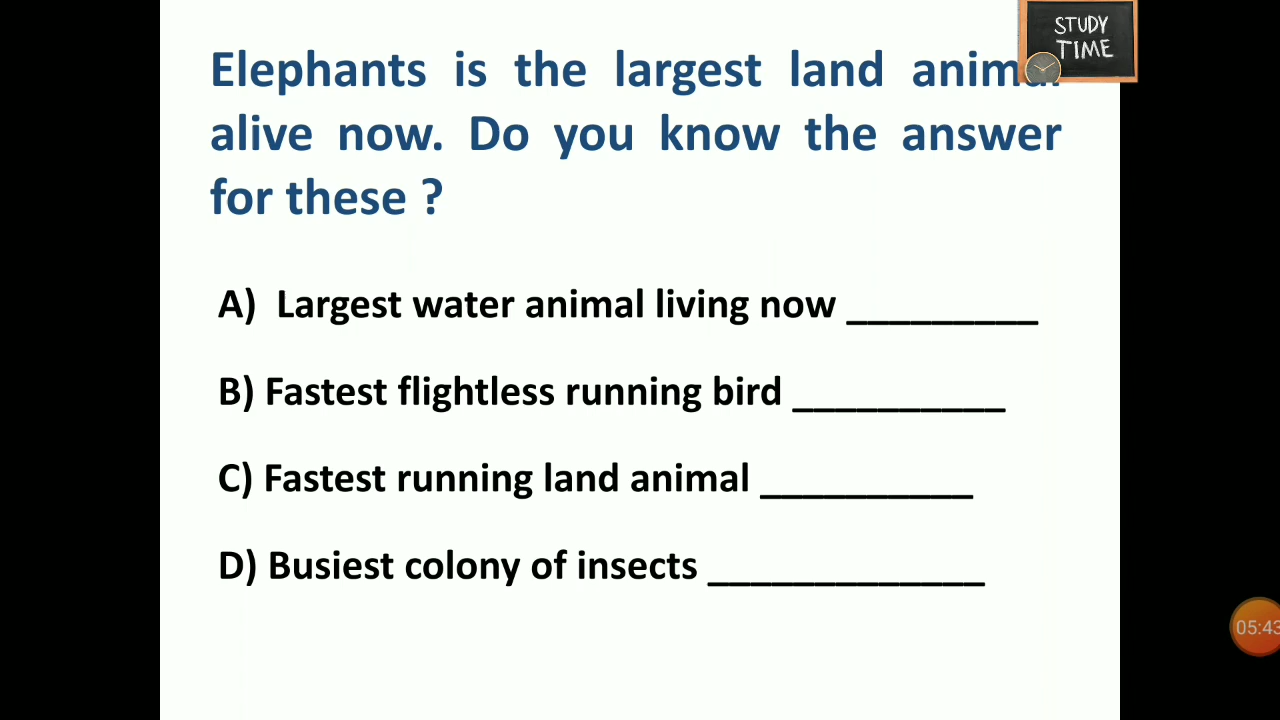 STUDY
TIME
Elephants is the largest land
alive now. Do you know the answer
for these ?
A) Largest water animal living now _________
B) Fastest flightless running bird __________
C) Fastest running land animal __________
D) Busiest colony of insects _____________
05:43